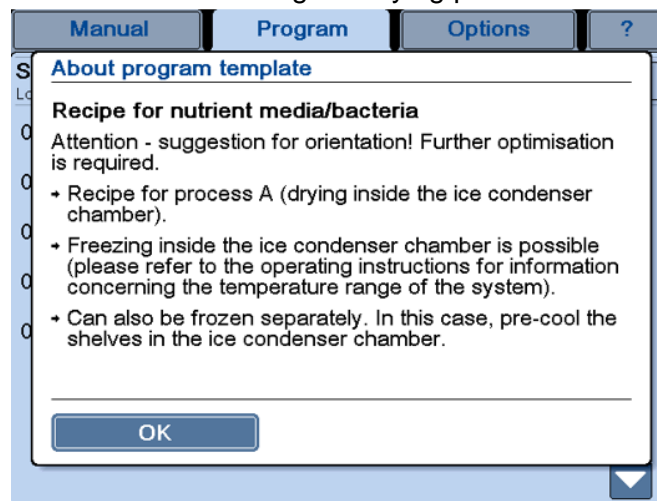 Manual Program Options ?
About program template
Recipe for nutrient media/bacteria
Attention - suggestion for orientation! Further optimisation
is required.
→ Recipe for process A (drying inside the ice condenser
chamber).
→ Freezing inside the ice condenser chamber is possible
(please refer to the operating instructions for information
concerning the temperature range of the system).
→ Can also be frozen separately. In this case, pre-cool the
shelves in the ice condenser chamber.
OK